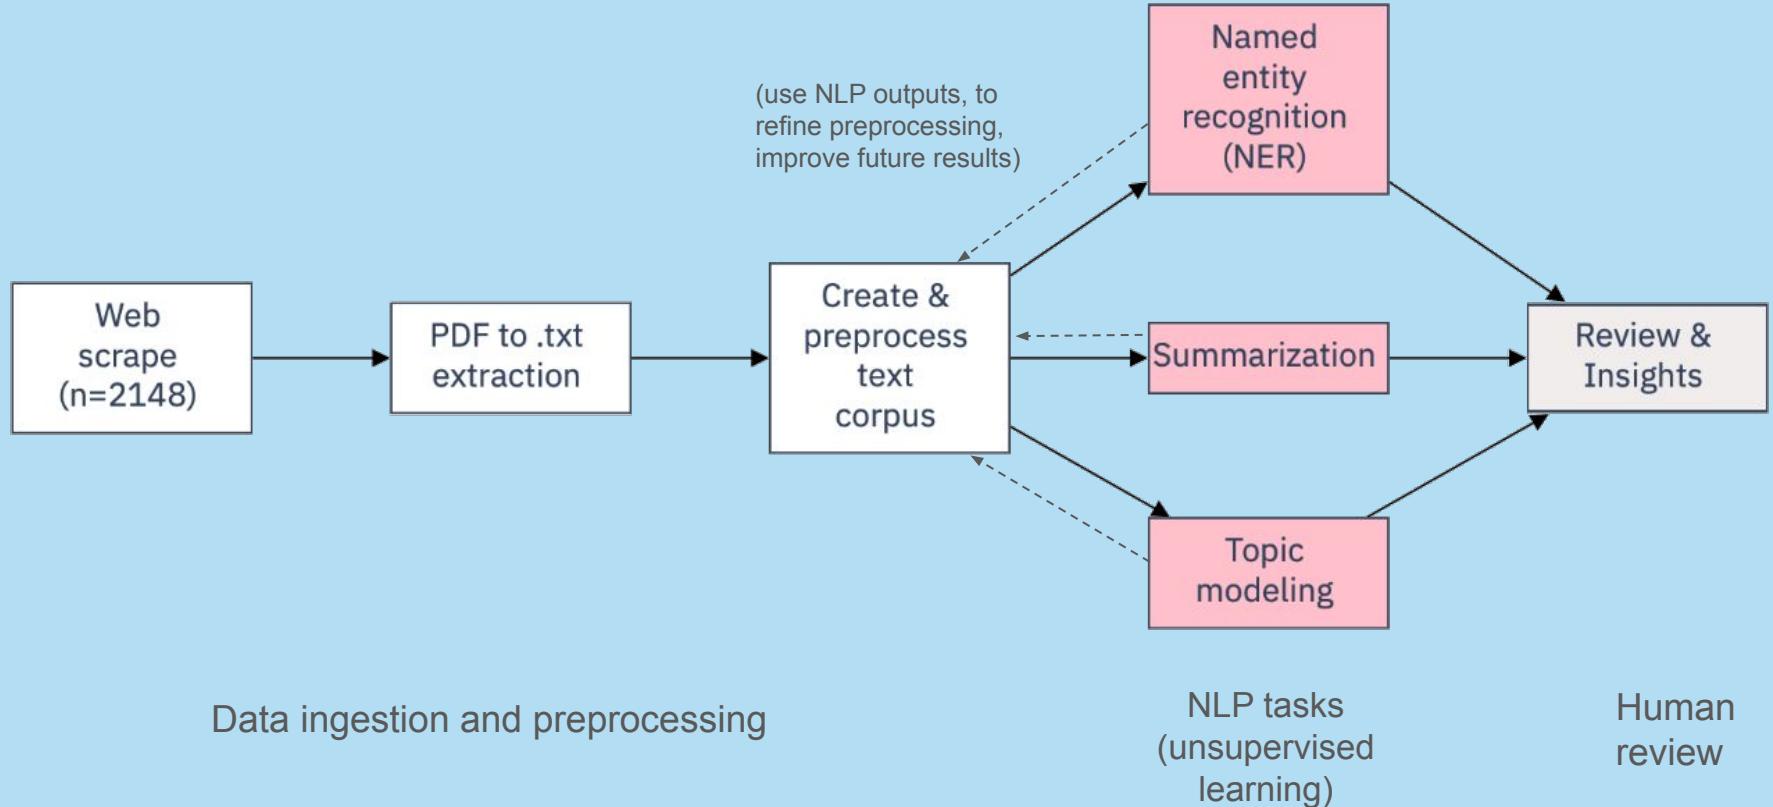 Web
scrape
(n=2148)
PDF to .txt
extraction
Create &
preprocess
text
corpus
(use NLP outputs, to
refine preprocessing,
improve future results)
Named
entity
recognition
(NER)
Summarization
Topic
modeling
Review &
Insights
Data ingestion and preprocessing
NLP tasks
(unsupervised
learning)
Human
review